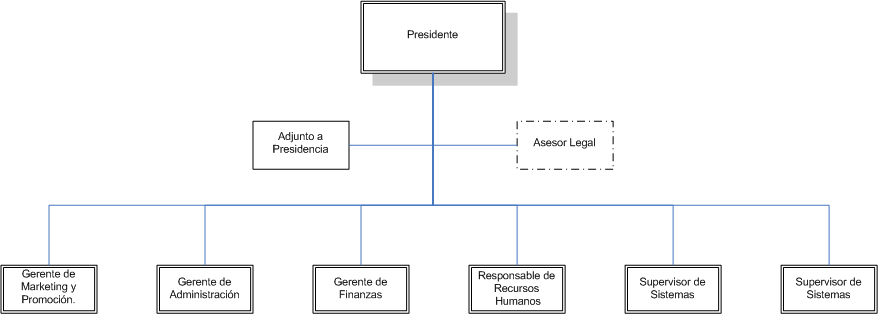 Presidente
Adjunto a
Presidencia
Asesor Legal
Gerente de
Marketing y
Promoción.
Gerente de
Administración
Gerente de
Finanzas
Responsable de
Recursos
Humanos
Supervisor de
Sistemas
Supervisor de
Sistemas